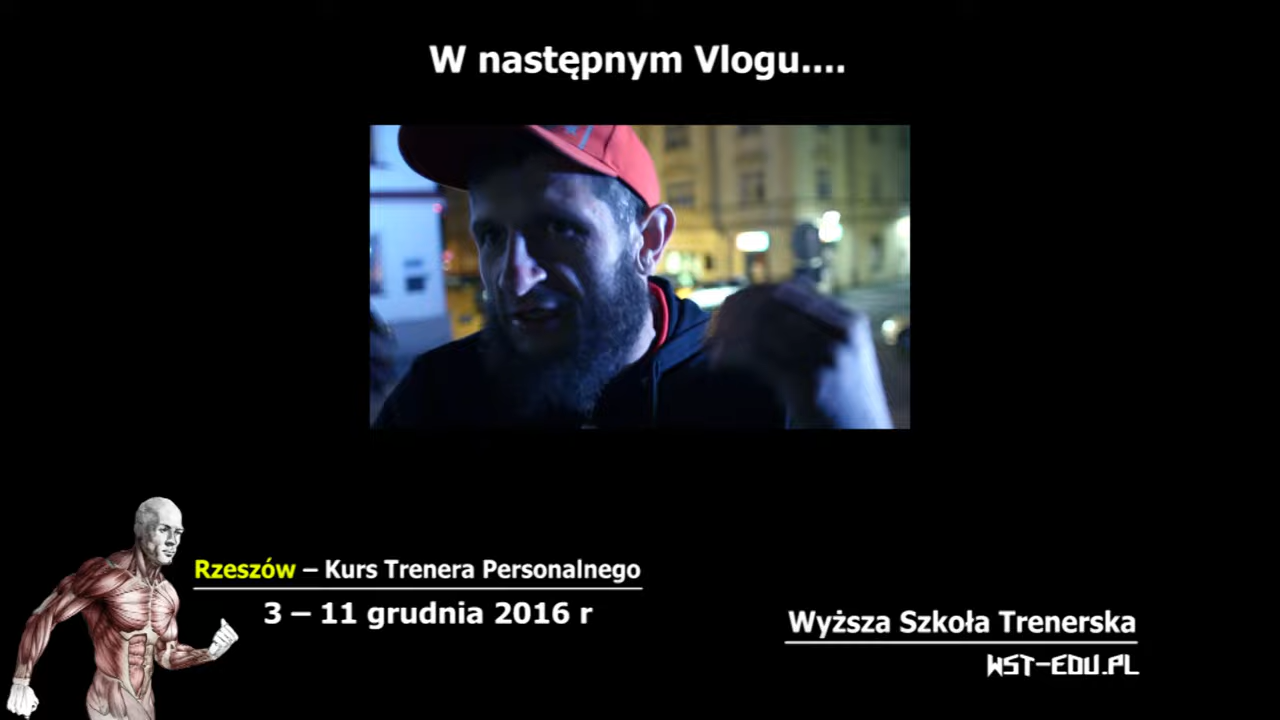 W następnym Vlogu....
Rzeszów – Kurs Trenera Personalnego
3 – 11 grudnia 2016 r
Wyższa Szkoła Trenerska
WST-EDU.PL